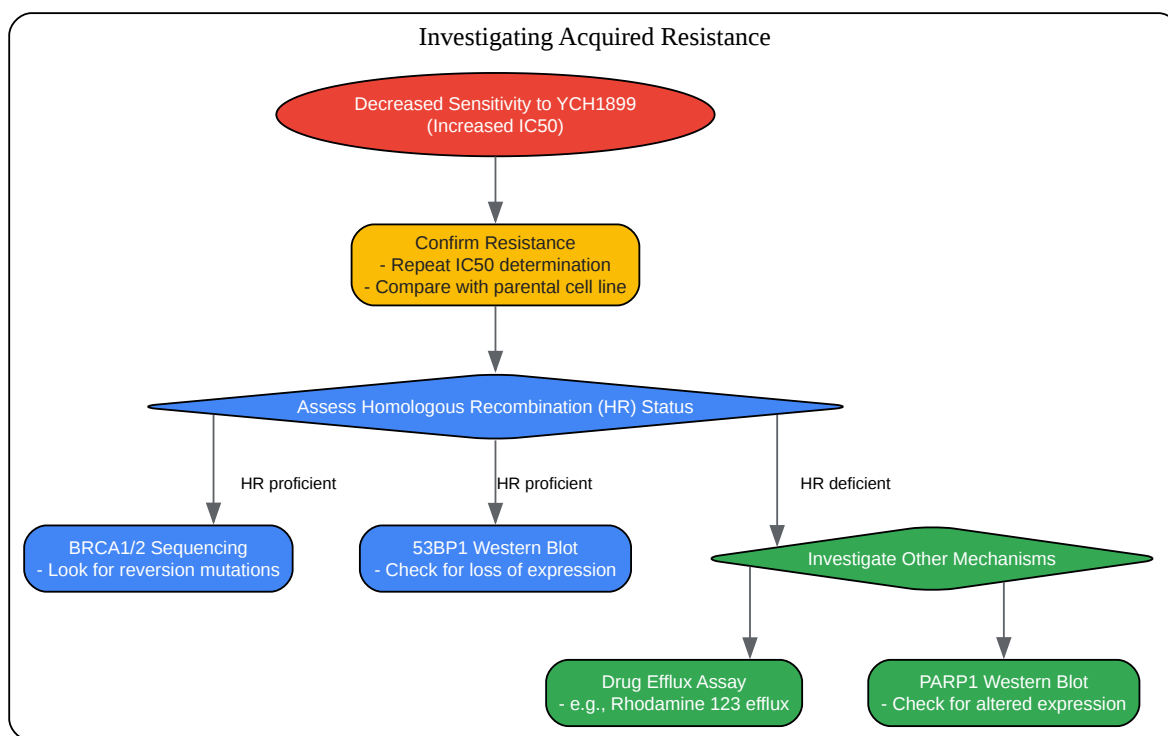 Investigating Acquired Resistance
Decreased Sensitivity to YCH1899
(Increased IC50)
Confirm Resistance
- Repeat IC50 determination
- Compare with parental cell line
Assess Homologous Recombination (HR) Status
HR proficient
HR proficient
HR deficient
BRCA1/2 Sequencing
- Look for reversion mutations
53BP1 Western Blot
- Check for loss of expression
Investigate Other Mechanisms
Drug Efflux Assay
- e.g., Rhodamine 123 efflux
PARP1 Western Blot
- Check for altered expression